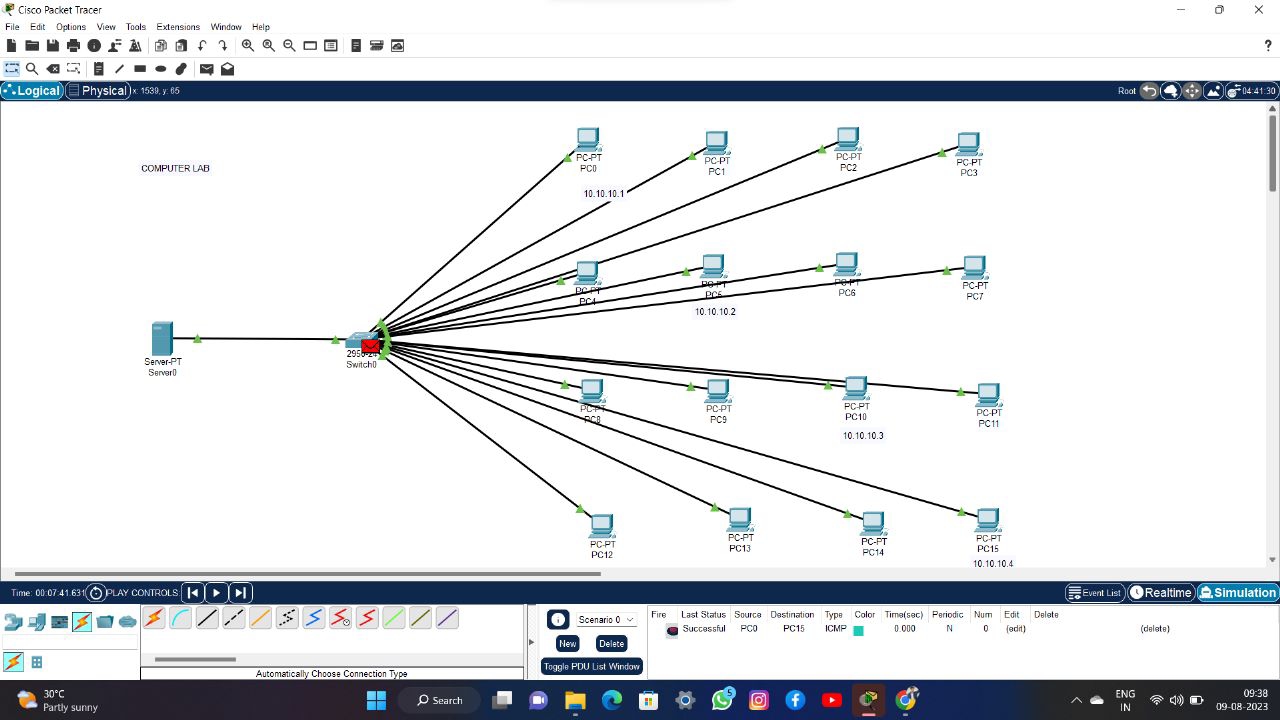 Cisco Packet Tracer
File Edit Options View Tools Extensions Window Help
Logical Physical x: 1539, y: 65 Root 04:41:30
COMPUTER LAB
PC-PT
PC0
PC-PT
PC1
PC-PT
PC2
PC-PT
PC3
10.10.10.1
PC-PT
PC4
PC-PT
PC5
PC-PT
PC6
PC-PT
PC7
10.10.10.2
Server-PT
Server0
2950-24
Switch0
PC-PT
PC8
PC-PT
PC9
PC-PT
PC10
PC-PT
PC11
10.10.10.3
PC-PT
PC12
PC-PT
PC13
PC-PT
PC14
PC-PT
PC15
10.10.10.4
Time: 00:07:41.631 PLAY CONTROLS: Event List Realtime Simulation
Scenario 0
New Delete
Toggle PDU List Window
Fire Last Status Source Destination Type Color Time(sec) Periodic Num Edit Delete
Successful PC0 PC15 ICMP 0.000 N 0 (edit) (delete)
Automatically Choose Connection Type
30°C
Partly sunny
Search
5
ENG
IN
09:38
09-08-2023